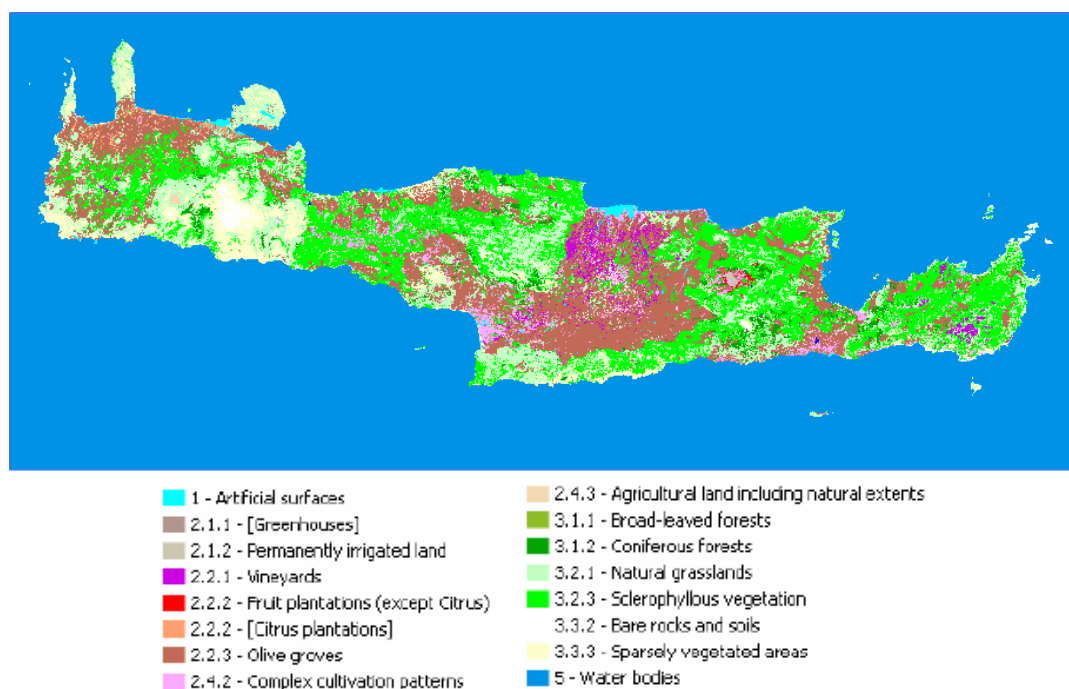 1 - Artificial surfaces
2.1.1 - [Greenhouses]
2.1.2 - Permanently irrigated land
2.2.1 - Vineyards
2.2.2 - Fruit plantations (except Citrus)
2.2.2 - [Citrus plantations]
2.2.3 - Olive groves
2.4.2 - Complex cultivation patterns
2.4.3 - Agricultural land including natural extents
3.1.1 - Broad-leaved forests
3.1.2 - Coniferous forests
3.2.1 - Natural grasslands
3.2.3 - Sclerophyllous vegetation
3.3.2 - Bare rocks and soils
3.3.3 - Sparsely vegetated areas
5 - Water bodies